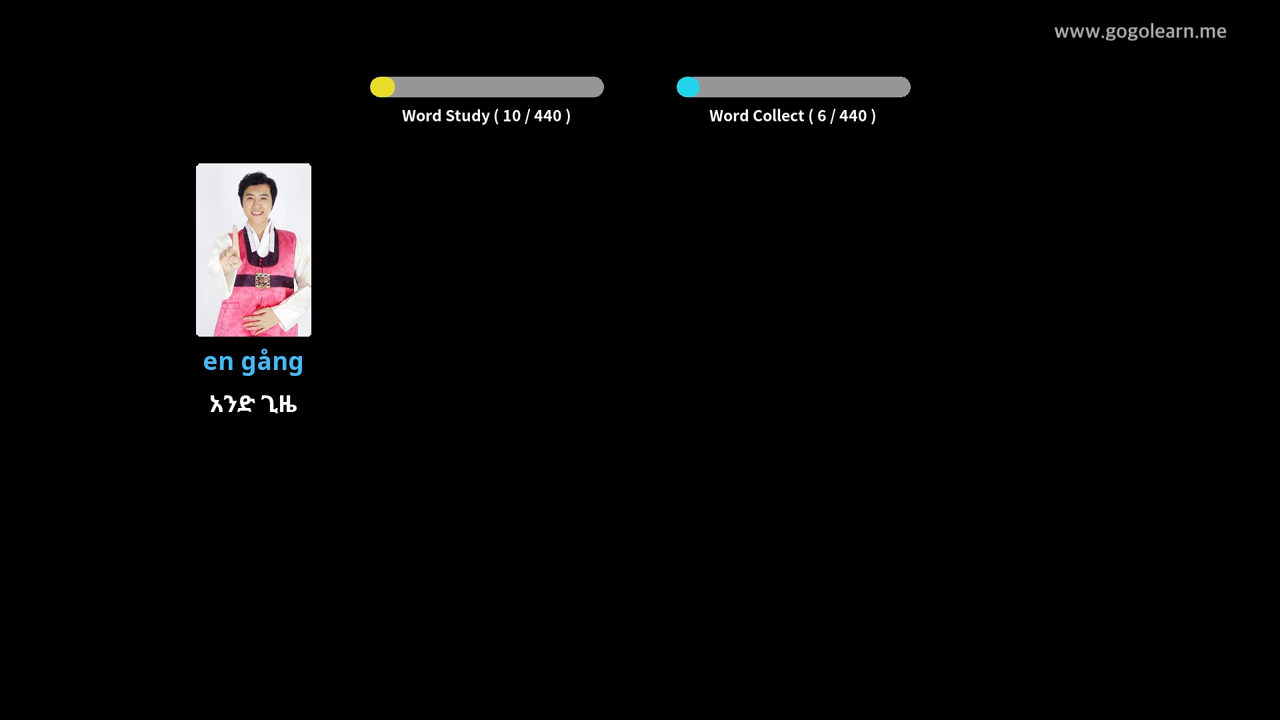 www.gogolearn.me
Word Study ( 10 / 440 )
Word Collect ( 6 / 440 )
en gång
አንድ ጊዜ